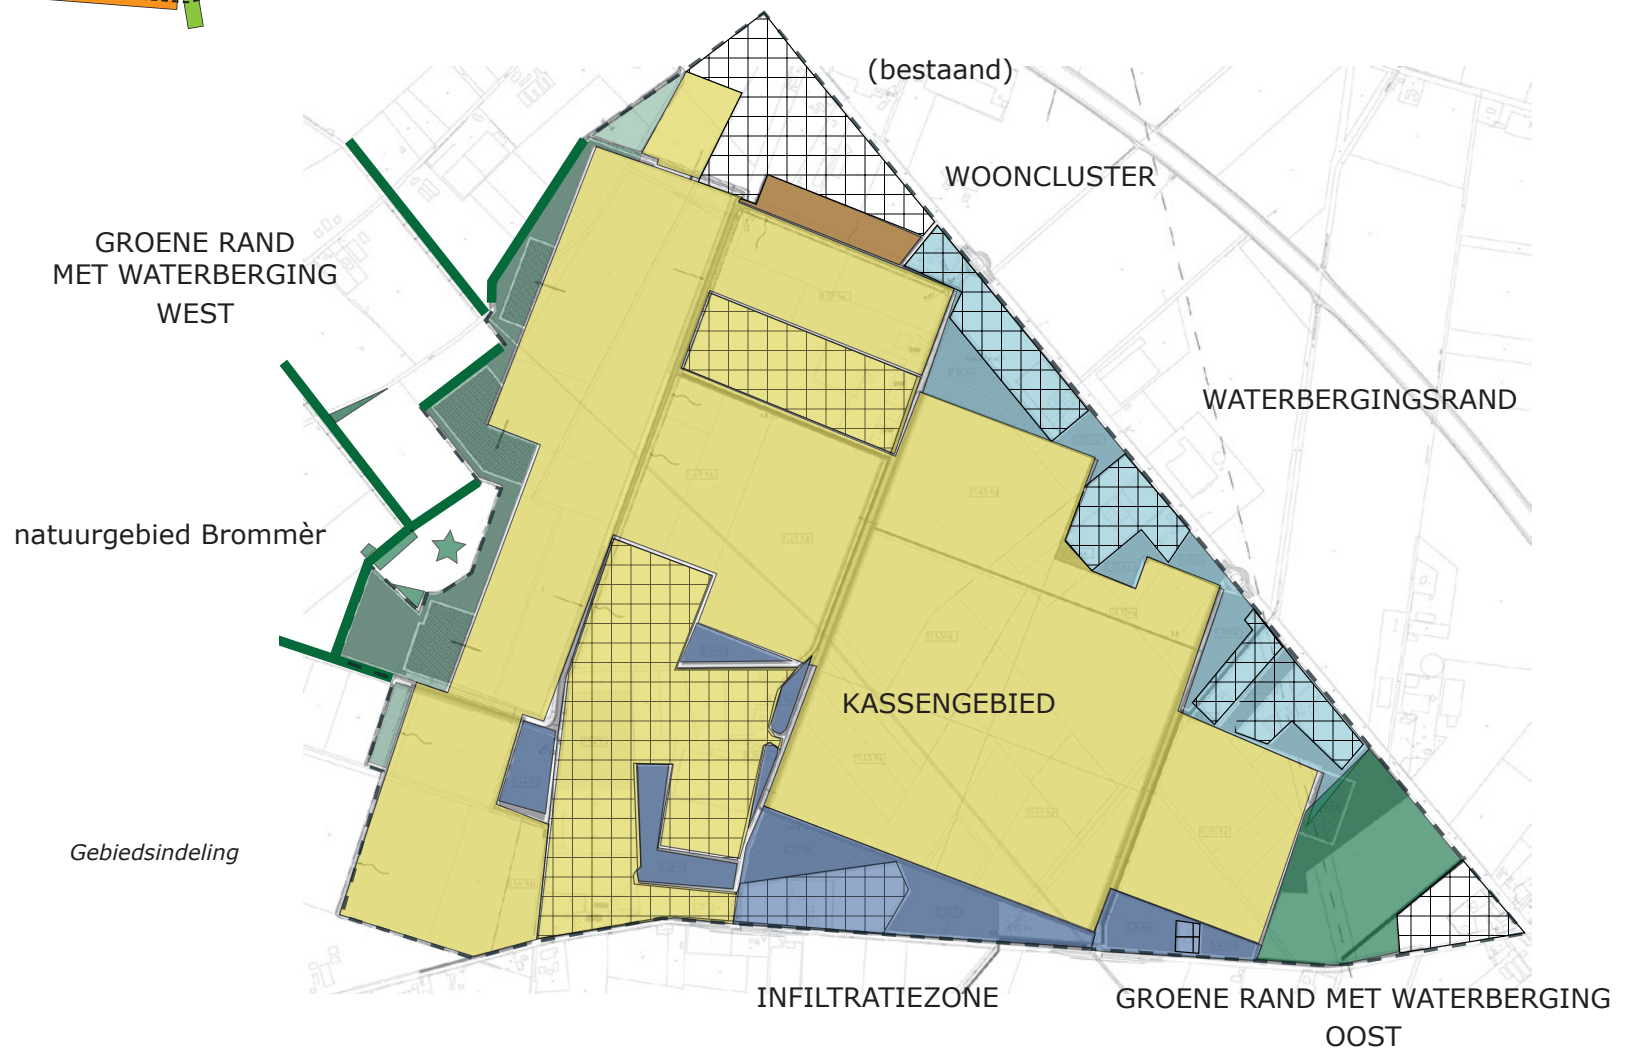 (bestaand)
WOONCLUSTER
GROENE RAND
MET WATERBERGING
WEST
WATERBERGINGSRAND
natuurgebied Brommèr
KASSENGEBIED
Gebiedsindeling
INFILTRATIEZONE
GROENE RAND MET WATERBERGING
OOST